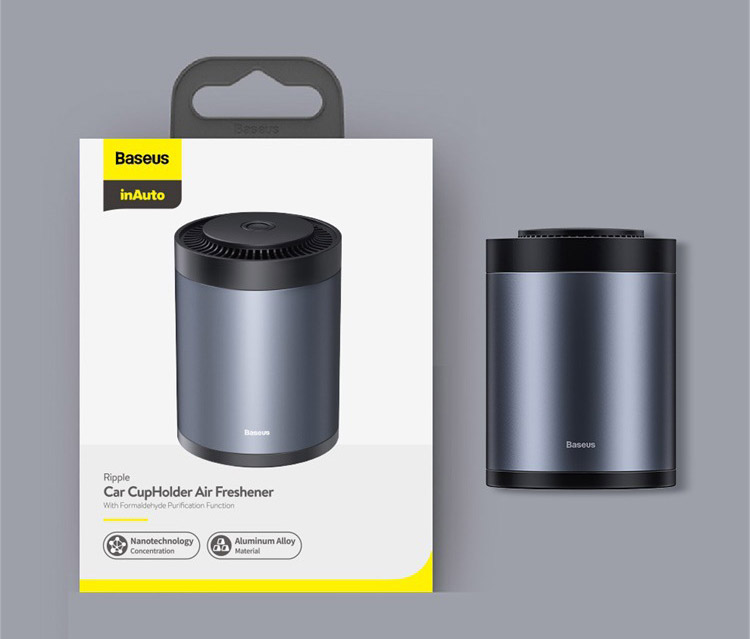 Baseus
Baseus
inAuto
Baseus
Ripple
Car CupHolder Air Freshener
With Formaldehyde Purification Function
Nanotechnology
Concentration
Aluminum Alloy
Material
Baseus